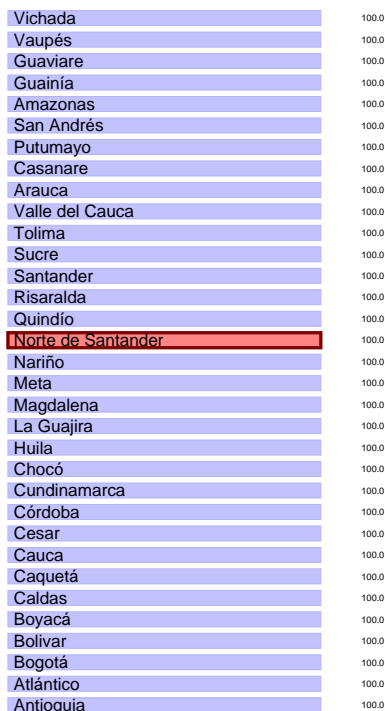 Vichada 100.0
Vaupés 100.0
Guaviare 100.0
Guainía 100.0
Amazonas 100.0
San Andrés 100.0
Putumayo 100.0
Casanare 100.0
Arauca 100.0
Valle del Cauca 100.0
Tolima 100.0
Sucre 100.0
Santander 100.0
Risaralda 100.0
Quindío 100.0
Norte de Santander 100.0
Nariño 100.0
Meta 100.0
Magdalena 100.0
La Guajira 100.0
Huila 100.0
Chocó 100.0
Cundinamarca 100.0
Córdoba 100.0
Cesar 100.0
Cauca 100.0
Caquetá 100.0
Caldas 100.0
Boyacá 100.0
Bolivar 100.0
Bogotá 100.0
Atlántico 100.0
Antioquia 100.0